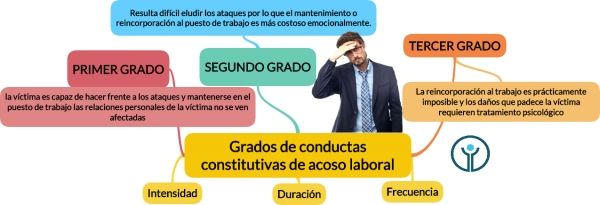 Resulta difícil eludir los ataques por lo que el mantenimiento o
reincorporación al puesto de trabajo es más costoso emocionalmente.
PRIMER GRADO
la víctima es capaz de hacer frente a los ataques y mantenerse en el
puesto de trabajo las relaciones personales de la víctima no se ven
afectadas
SEGUNDO GRADO
TERCER GRADO
La reincorporación al trabajo es prácticamente
imposible y los daños que padece la víctima
requieren tratamiento psicológico
Grados de conductas
constitutivas de acoso laboral
Intensidad
Duración
Frecuencia